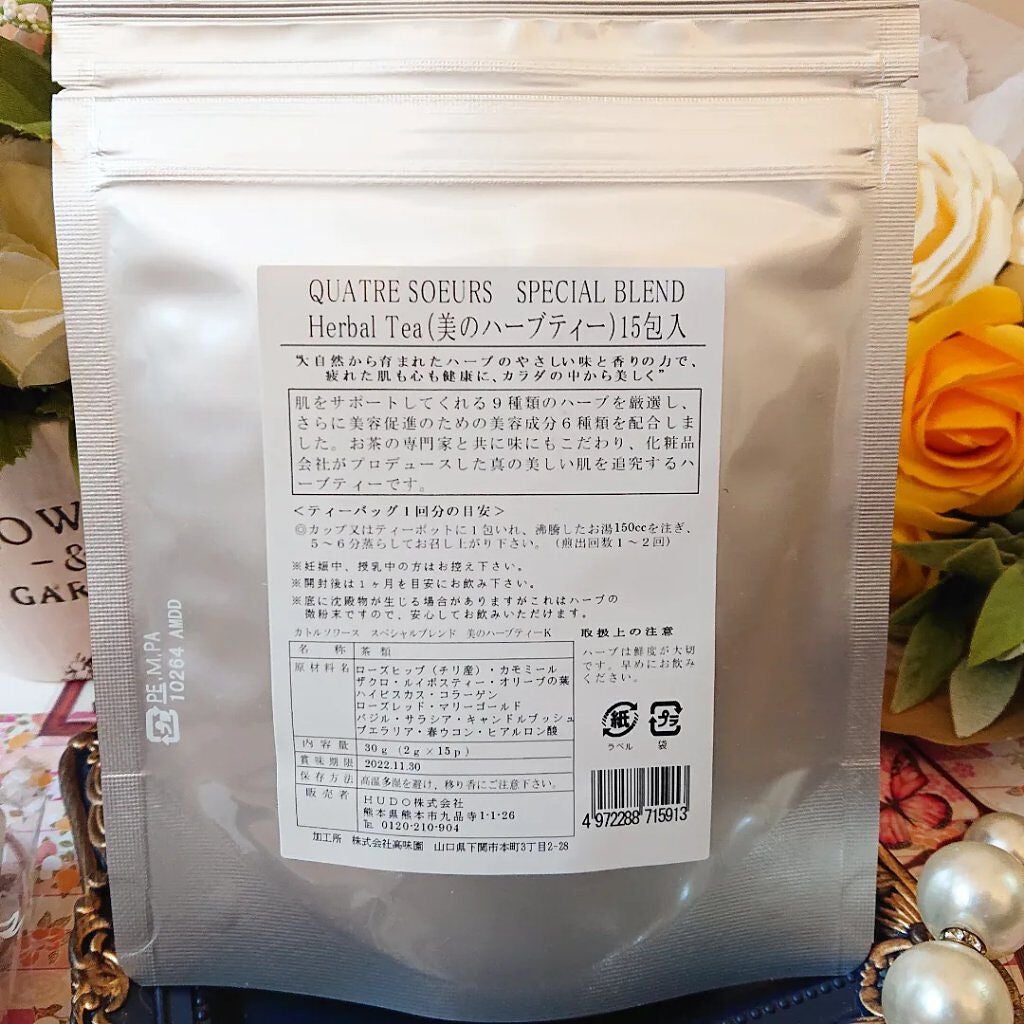 QUATRE SOEURS SPECIAL BLEND
Herbal Tea(美のハーブティー)15包入
"大自然から育まれたハーブのやさしい味と香りの力で、
疲れた肌も心も健康に、カラダの中から美しく"
肌をサポートしてくれる9種類のハーブを厳選し、
さらに美容促進のための美容成分6種類を配合しま
した。お茶の専門家と共に味にもこだわり、化粧品
会社がプロデュースした真の美しい肌を追究するハ
ーブティーです。
<ティーバッグ1回分の目安>
◎カップ又はティーポットに1包いれ、沸騰したお湯150ccを注ぎ、
5〜6分蒸らしてお召し上がり下さい。(煎出回数1〜2回)
※妊娠中、授乳中の方はお控え下さい。
※開封後は1ヶ月を目安にお飲み下さい。
※底に沈殿物が生じる場合がありますがこれはハーブの
微粉末ですので、安心してお飲みいただけます。
カトルソワース スペシャルブレンド 美のハーブティーK
名称 茶類
原材料名 ローズヒップ(チリ産)・カモミール
ザクロ・ルイボスティー・オリーブの葉
ハイビスカス・コラーゲン
ローズレッド・マリーゴールド
バジル・サラシア・キャンドルブッシュ
プエラリア・春ウコン・ヒアルロン酸
内容量 30g (2g×15p)
賞味期限 2022.11.30
保存方法 高温多湿を避け、移り香にご注意下さい。
販売者 HUDO株式会社
熊本県熊本市九品寺1-1-26
℡ 0120-210-904
加工所 株式会社高味園 山口県下関市本町3丁目2-28
取扱上の注意
ハーブは鮮度が大切
です。早めにお飲み
ください。
紙 プラ
ラベル 袋
4 972288 715913
プラ PE,M,PA
10264 AMDD
OW
-&
GAR